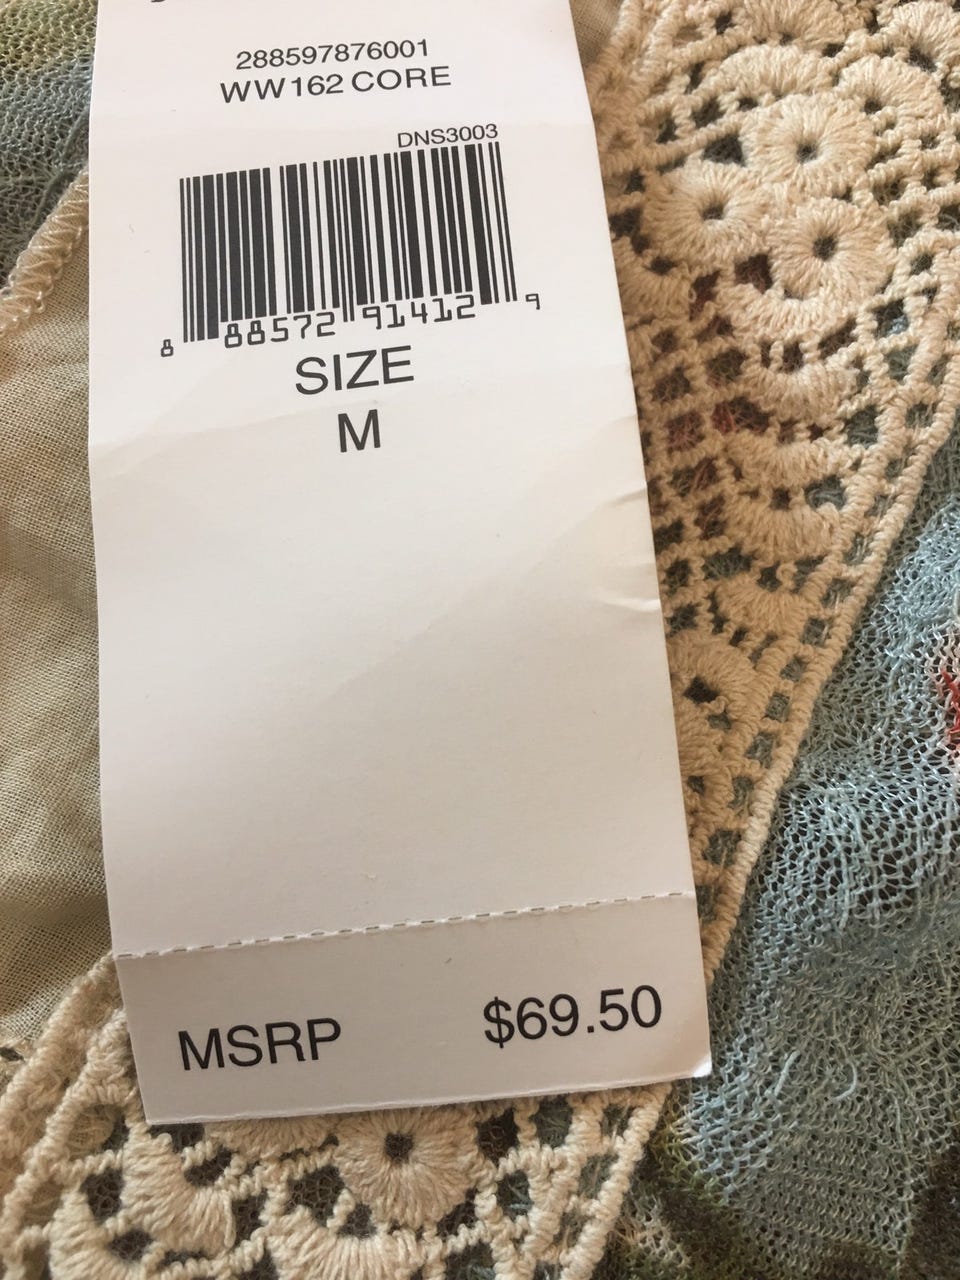 288597876001
WW162 CORE
DNS3003
8 88572 91412 9
SIZE
M
MSRP $69.50